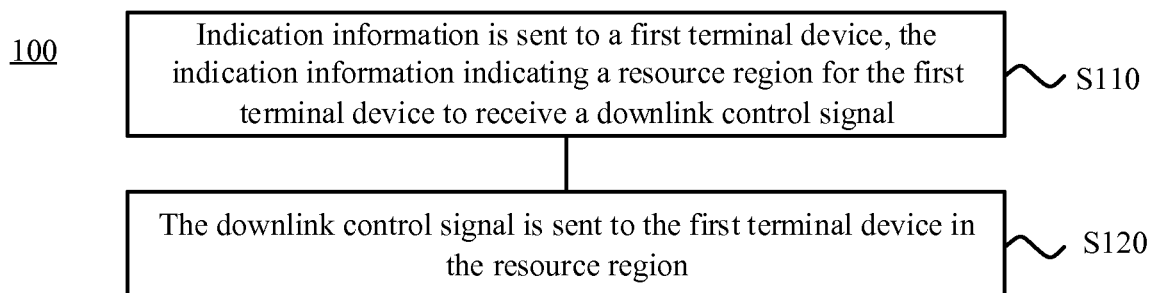 100
Indication information is sent to a first terminal device, the
indication information indicating a resource region for the first
terminal device to receive a downlink control signal
S110
The downlink control signal is sent to the first terminal device in
the resource region
S120